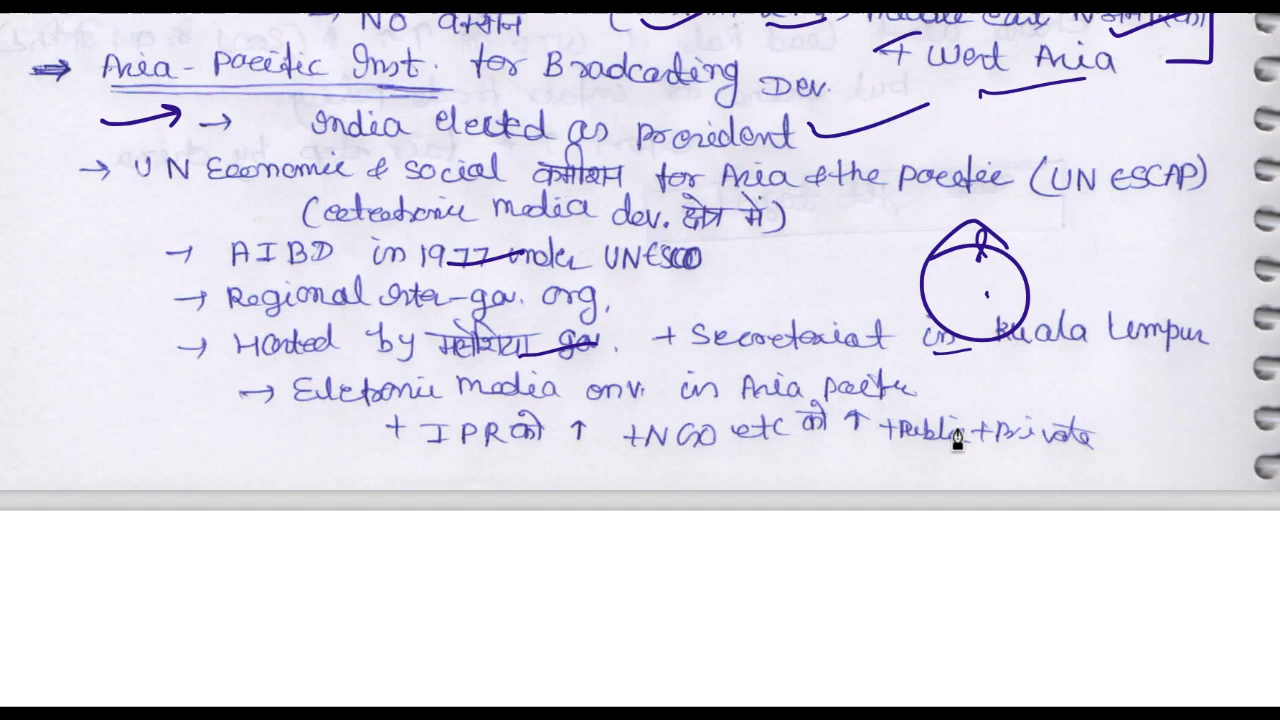 → No
+ West Asia
⇒ Asia-Pacific Inst. for Bradcasting Dev.
→ India elected as president
→ UN Economic & Social कमीशन for Asia & the Pacific (UN ESCAP)
(electronic media dev. क्षेत्र में)
→ AIBD in 1977 under UNESCO
→ Regional Inter-gov. org.
→ Hosted by मलेशिया gov. + Secretariat in Kuala Lumpur
→ Eletronic media env. in Asia Pacific
+ IPR को ↑ + NGO etc को ↑ + Public + Private